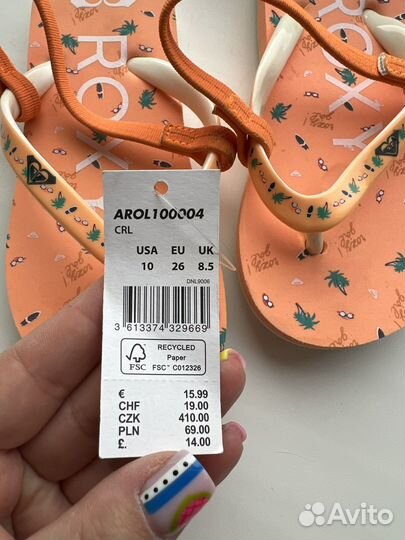 ROXY
ROXY
AROL100004
CRL
USA EU UK
10 26 8.5
DNL9006
3 613374 329669
FSC
RECYCLED
Paper
FSC® C012326
€ 15.99
CHF 19.00
CZK 410.00
PLN 69.00
£. 14.00
Avito